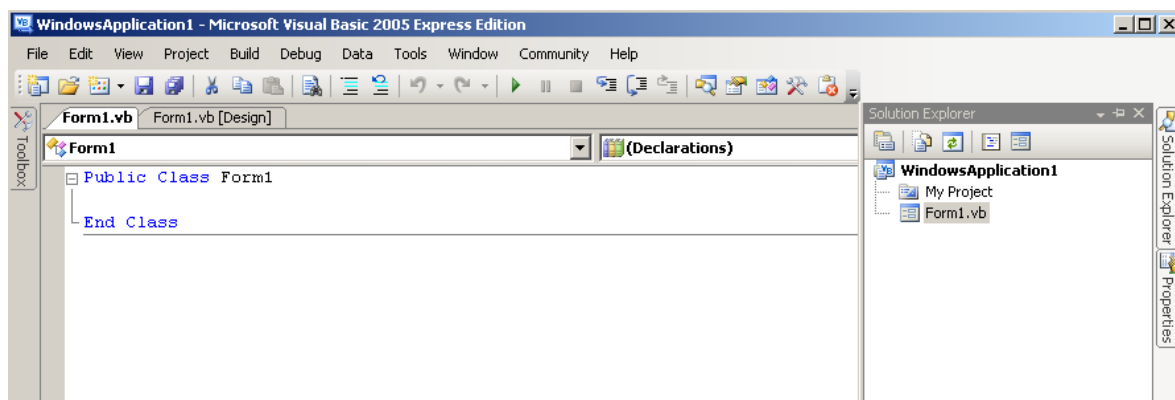 WindowsApplication1 - Microsoft Visual Basic 2005 Express Edition
File Edit View Project Build Debug Data Tools Window Community Help
Toolbox
Form1.vb Form1.vb [Design]
Form1 (Declarations)
Public Class Form1
End Class
Solution Explorer
WindowsApplication1
My Project
Form1.vb
Solution Explorer
Properties